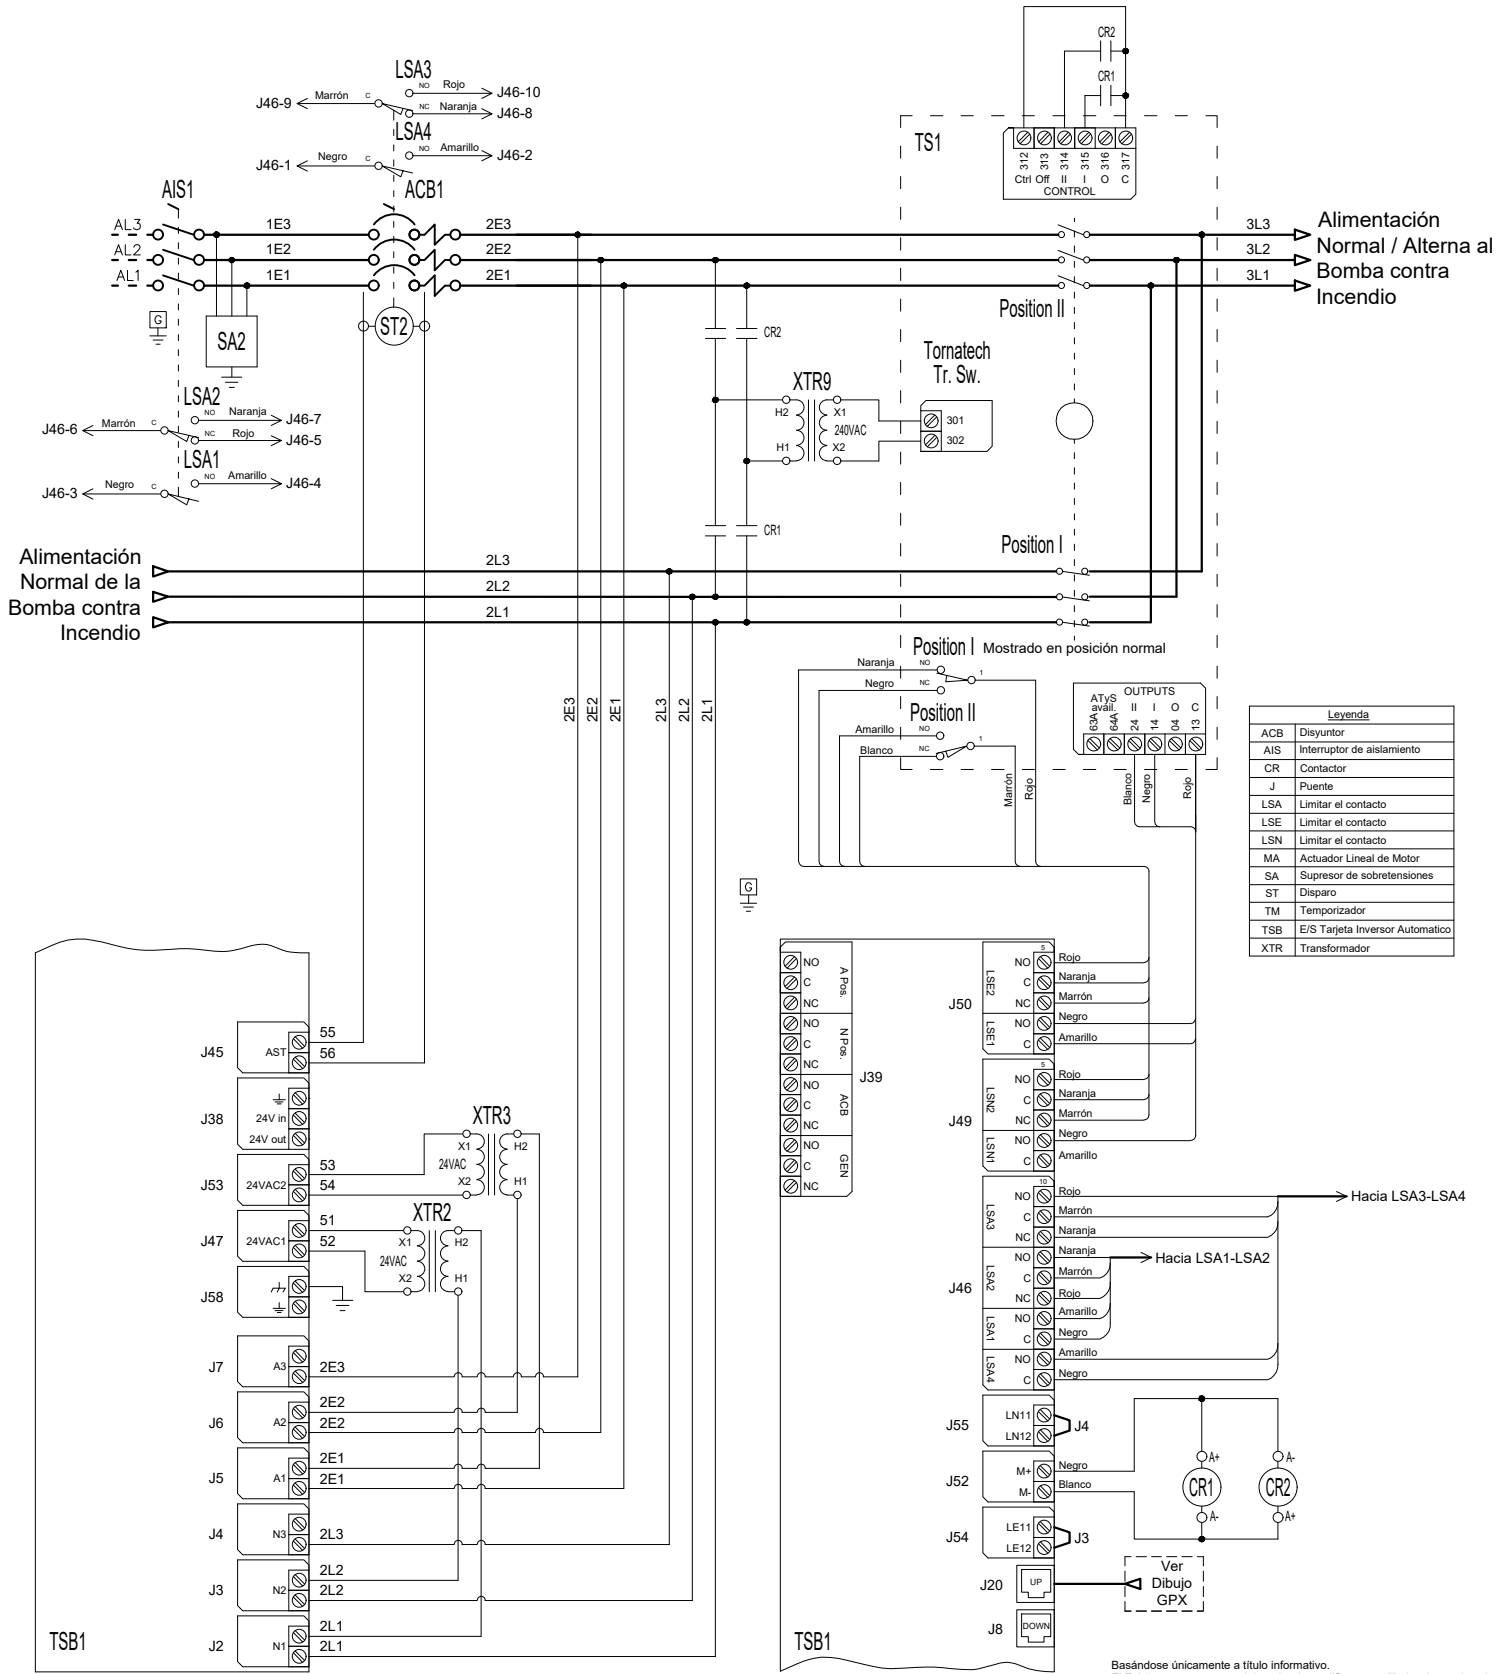 CR2
CR1
TS1
312 313 314 315 316 317
Ctrl Off II I O C
CONTROL
LSA3
NO Rojo J46-10
J46-9 Marrón C
NC Naranja J46-8
LSA4
NO Amarillo J46-2
J46-1 Negro C
AIS1
ACB1
AL3 1E3 2E3 3L3
AL2 1E2 2E2 3L2
AL1 1E1 2E1 3L1
Alimentación
Normal / Alterna al
Bomba contra
Incendio
Position II
G
SA2
ST2
CR2
XTR9
H2 X1
240VAC
H1 X2
Tornatech
Tr. Sw.
301
302
LSA2
NO Naranja J46-7
J46-6 Marrón C
NC Rojo J46-5
LSA1
NO Amarillo J46-4
J46-3 Negro C
CR1
Position I
Alimentación
Normal de la
Bomba contra
Incendio
2L3
2L2
2L1
Position I Mostrado en posición normal
Naranja NO
1
Negro NC
Position II
Amarillo NO
1
Blanco NC
Marrón
Rojo
OUTPUTS
ATyS
avail. II I O C
63A 64A 24 14 04 13
Blanco
Negro
Rojo
2E3 2E2 2E1 2L3 2L2 2L1
Leyenda
ACB Disyuntor
AIS Interruptor de aislamiento
CR Contactor
J Puente
LSA Limitar el contacto
LSE Limitar el contacto
LSN Limitar el contacto
MA Actuador Lineal de Motor
SA Supresor de sobretensiones
ST Disparo
TM Temporizador
TSB E/S Tarjeta Inversor Automatico
XTR Transformador
G
J45 AST 55
56
J38
24V in
24V out
J53 24VAC2 53
54
XTR3
X1 H2
24VAC
X2 H1
J47 24VAC1 51
52
XTR2
X1 H2
24VAC
X2 H1
J58
J7 A3 2E3
J6 A2 2E2
2E2
J5 A1 2E1
2E1
J4 N3 2L3
J3 N2 2L2
2L2
J2 N1 2L1
2L1
TSB1
J39
NO
C A Pos.
NC
NO
C N Pos.
NC
NO
C ACB
NC
NO
C GEN
NC
J50
5
LSE2
NO Rojo
C Naranja
NC Marrón
LSE1
NO Negro
C Amarillo
J49
5
LSN2
NO Rojo
C Naranja
NC Marrón
LSN1
NO Negro
C Amarillo
J46
10
LSA3
NO Rojo
C Marrón
NC Naranja
LSA2
NO Naranja
C Marrón
NC Rojo
LSA1
NO Amarillo
C Negro
LSA4
NO Amarillo
C Negro
Hacia LSA3-LSA4
Hacia LSA1-LSA2
J55 LN11
LN12
J4
J52 M+ Negro
M- Blanco
A+ A-
CR1 CR2
A- A+
J54 LE11
LE12
J3
J20 UP
Ver
Dibujo
GPX
J8 DOWN
TSB1
Basándose únicamente a título informativo.